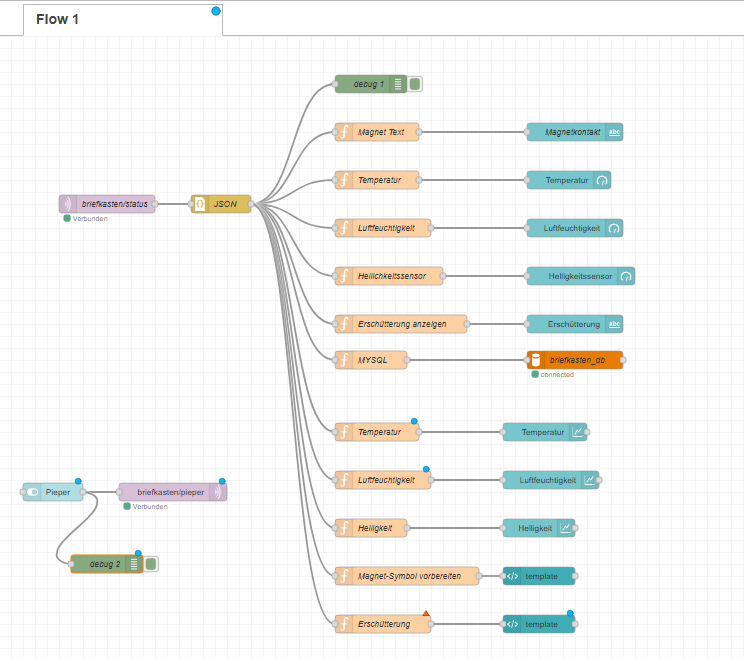 Flow 1
debug 1
Magnet Text
Magnetkontakt
abc
Temperatur
Temperatur
briefkasten/status
JSON
Verbunden
Luftfeuchtigkeit
Luftfeuchtigkeit
Hellichkeitssensor
Helligkeitssensor
Erschütterung anzeigen
Erschütterung
abc
MYSQL
briefkasten_db
connected
Temperatur
Temperatur
Luftfeuchtigkeit
Luftfeuchtigkeit
Pieper
briefkasten/pieper
Verbunden
Helligkeit
Helligkeit
debug 2
Magnet-Symbol vorbereiten
template
Erschütterung
template